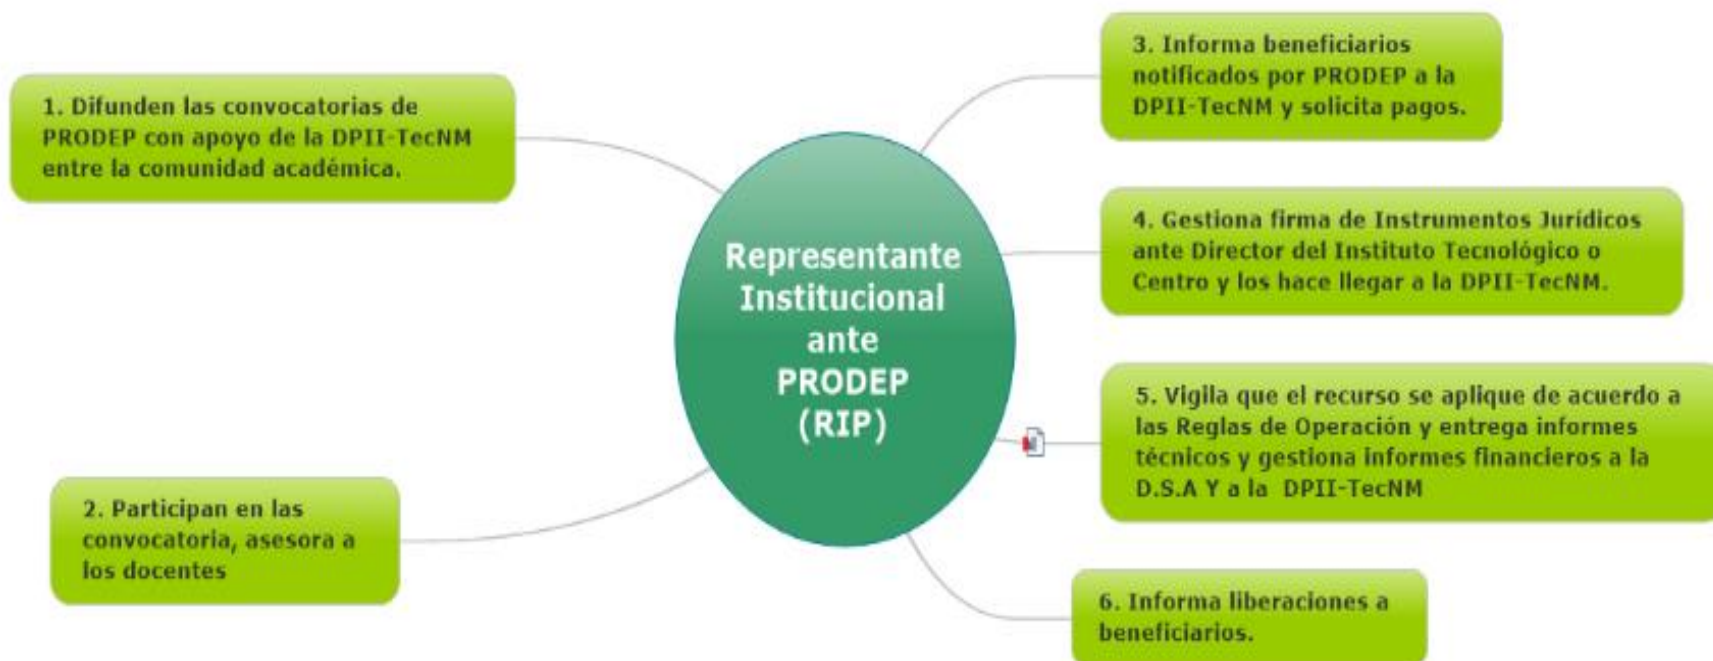 1. Difunden las convocatorias de
PRODEP con apoyo de la DPII-TecNM
entre la comunidad académica.
2. Participan en las
convocatoria, asesora a
los docentes
Representante
Institucional
ante
PRODEP
(RIP)
3. Informa beneficiarios
notificados por PRODEP a la
DPII-TecNM y solicita pagos.
4. Gestiona firma de Instrumentos Jurídicos
ante Director del Instituto Tecnológico o
Centro y los hace llegar a la DPII-TecNM.
5. Vigila que el recurso se aplique de acuerdo a
las Reglas de Operación y entrega informes
técnicos y gestiona informes financieros a la
D.S.A Y a la DPII-TecNM
6. Informa liberaciones a
beneficiarios.